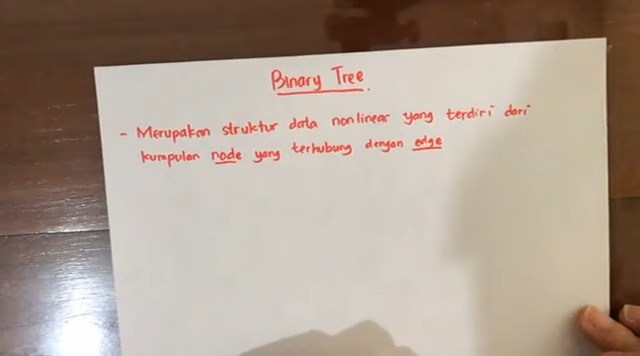 Binary Tree
- Merupakan struktur data nonlinear yang terdiri dari
kumpulan node yang terhubung dengan edge